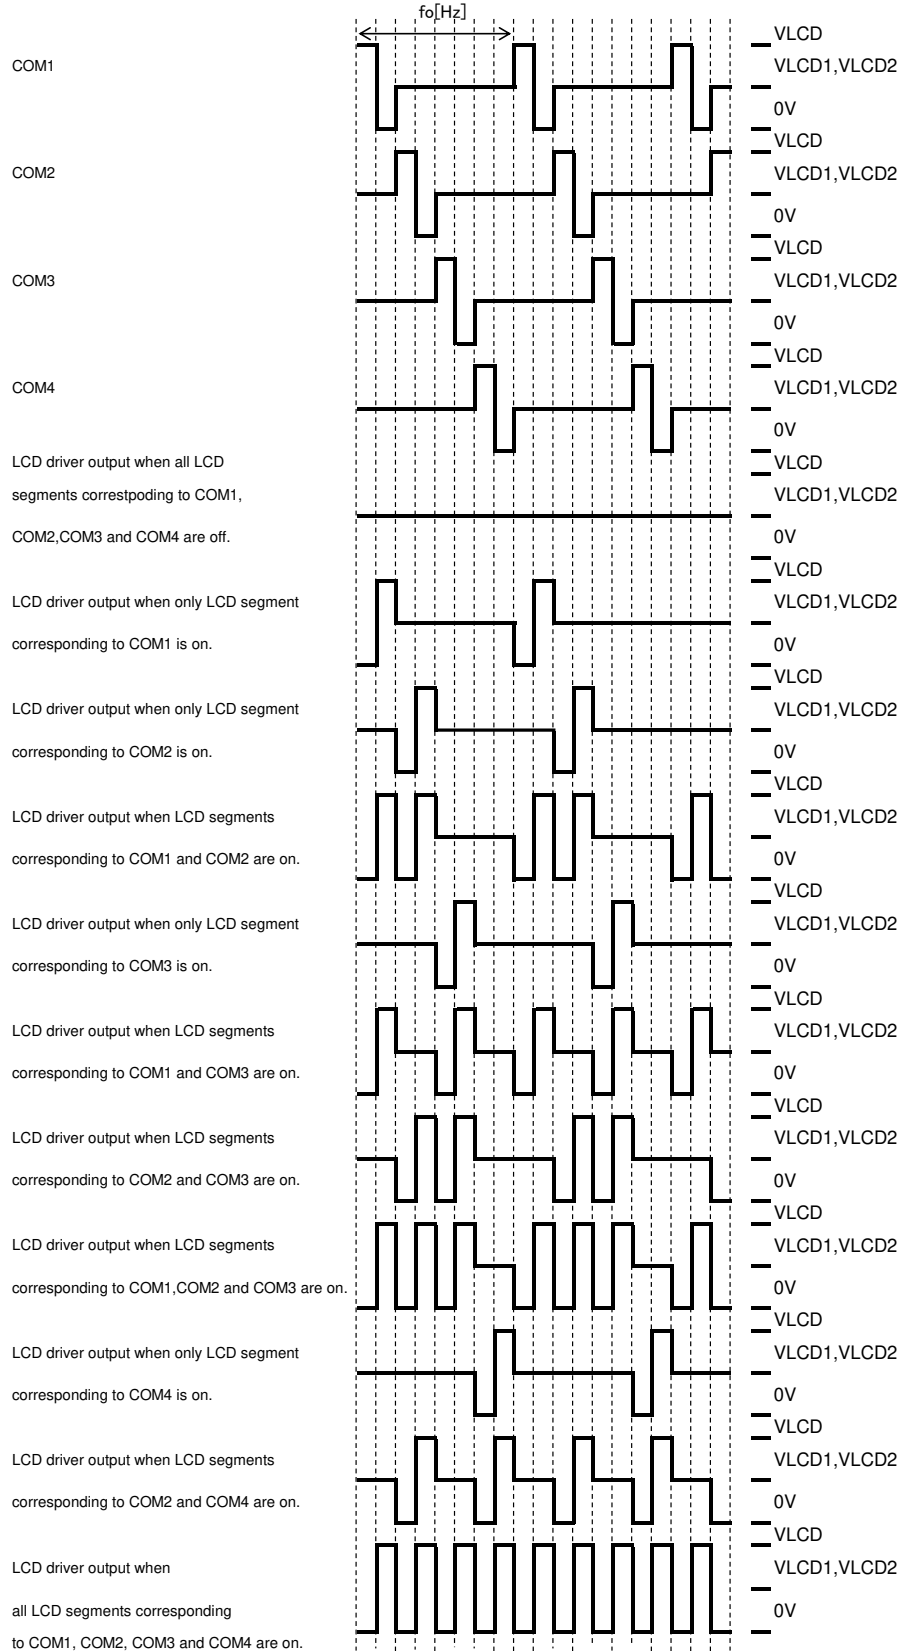 fo[Hz]
VLCD
COM1
VLCD1,VLCD2
0V
VLCD
COM2
VLCD1,VLCD2
0V
VLCD
COM3
VLCD1,VLCD2
0V
VLCD
COM4
VLCD1,VLCD2
0V
LCD driver output when all LCD
VLCD
segments correstpoding to COM1,
VLCD1,VLCD2
COM2,COM3 and COM4 are off.
0V
VLCD
LCD driver output when only LCD segment
VLCD1,VLCD2
corresponding to COM1 is on.
0V
VLCD
LCD driver output when only LCD segment
VLCD1,VLCD2
corresponding to COM2 is on.
0V
VLCD
LCD driver output when LCD segments
VLCD1,VLCD2
corresponding to COM1 and COM2 are on.
0V
VLCD
LCD driver output when only LCD segment
VLCD1,VLCD2
corresponding to COM3 is on.
0V
VLCD
LCD driver output when LCD segments
VLCD1,VLCD2
corresponding to COM1 and COM3 are on.
0V
VLCD
LCD driver output when LCD segments
VLCD1,VLCD2
corresponding to COM2 and COM3 are on.
0V
VLCD
LCD driver output when LCD segments
VLCD1,VLCD2
corresponding to COM1,COM2 and COM3 are on.
0V
VLCD
LCD driver output when only LCD segment
VLCD1,VLCD2
corresponding to COM4 is on.
0V
VLCD
LCD driver output when LCD segments
VLCD1,VLCD2
corresponding to COM2 and COM4 are on.
0V
VLCD
LCD driver output when
VLCD1,VLCD2
all LCD segments corresponding
0V
to COM1, COM2, COM3 and COM4 are on.